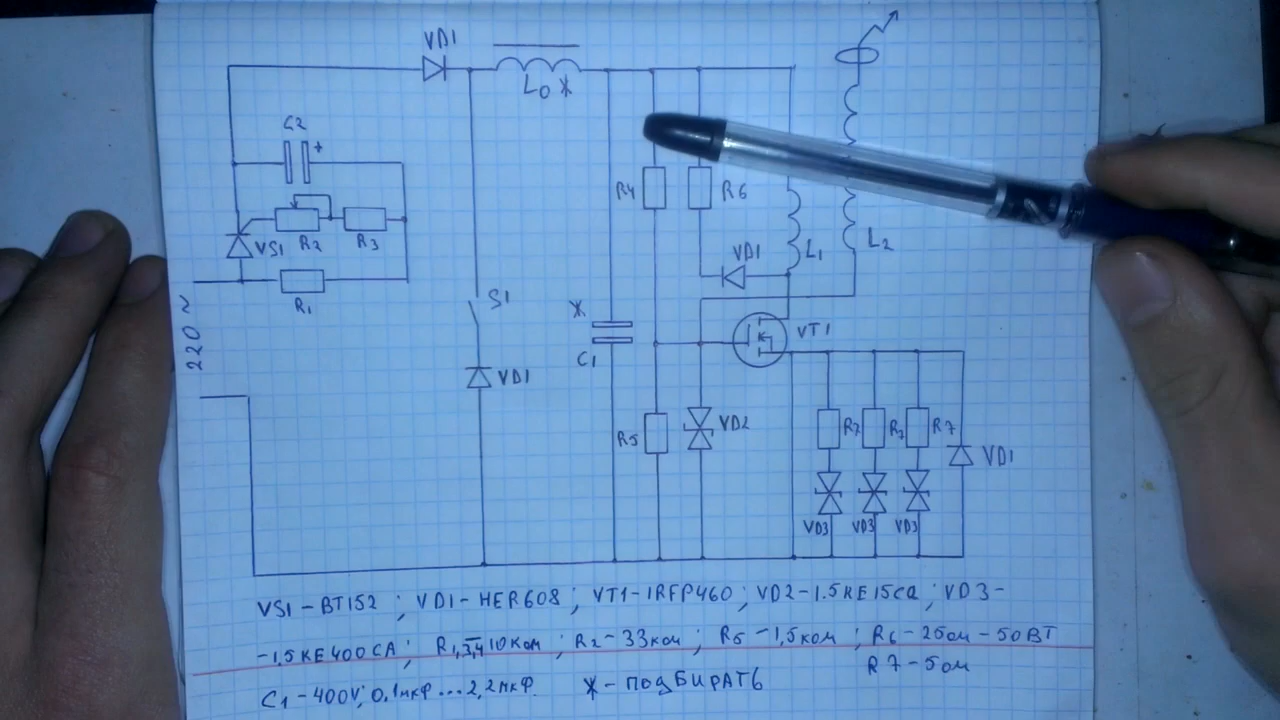 VD1
L0 *
C2
+
R4
R6
VS1
R2
R3
R1
VD1
L1
L2
220 ~
S1
*
C1
VT1
VD1
R5
VD2
R7
R7
R7
VD1
VD3
VD3
VD3
VS1-BT152 ; VD1-HER608 ; VT1-IRFP460 ; VD2-1.5KE15CA ; VD3-
-1,5KE400CA ; R1,3,4 10ком ; R2-33ком ; R5-1,5ком ; R6-25ом-50ВТ
R7-5ом
C1-400V; 0.1мкф...2,2мкф. *-ПОДБИРАТЬ